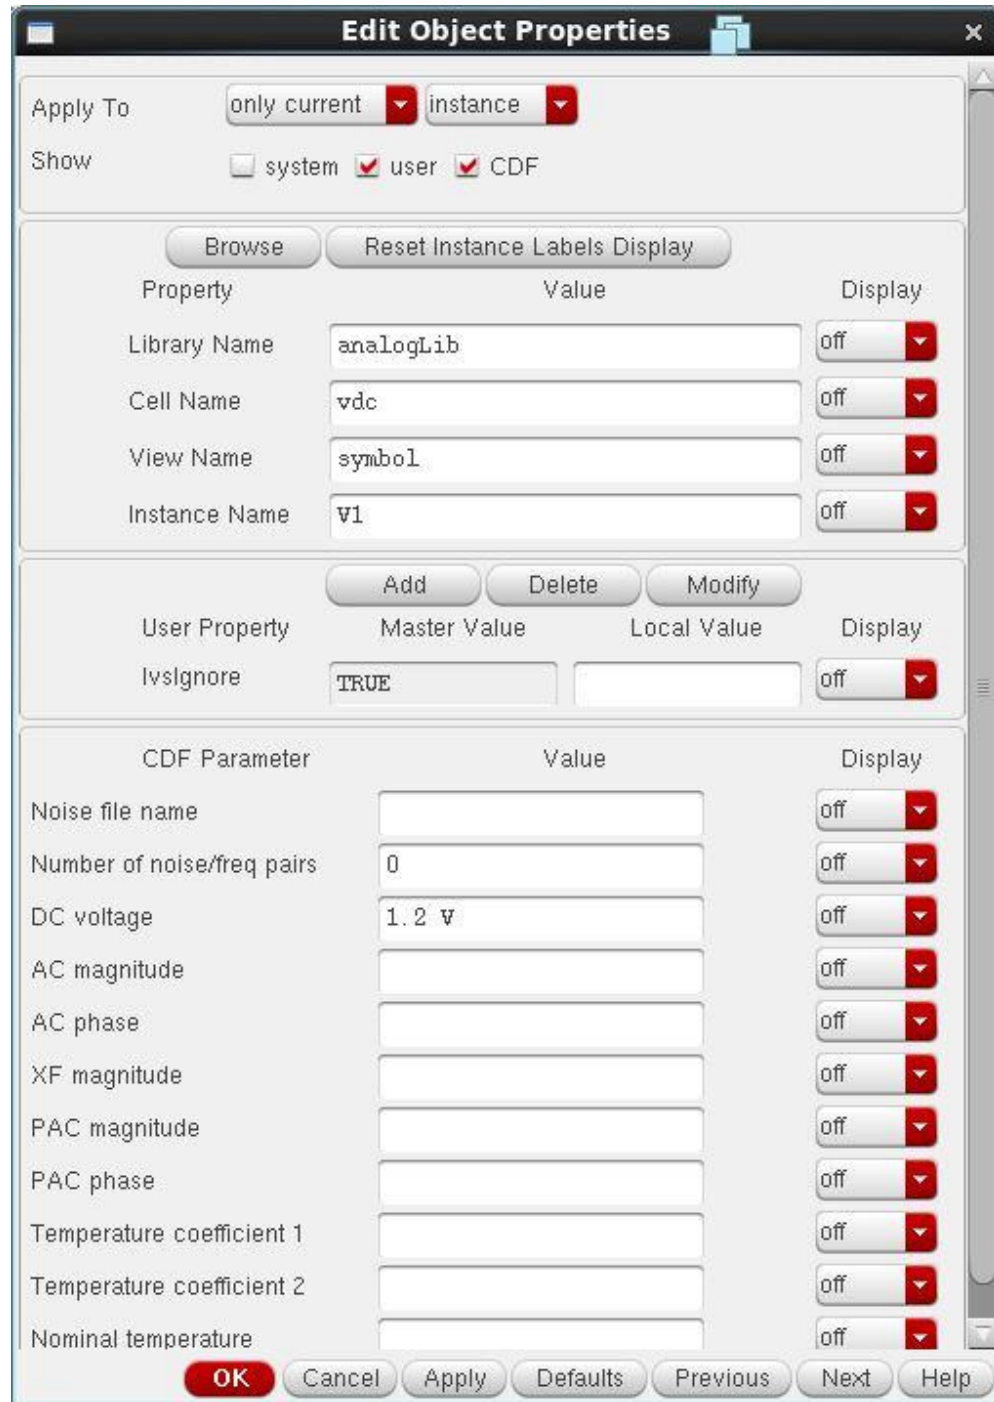 Edit Object Properties
Apply To only current instance
Show system user CDF
Browse Reset Instance Labels Display
Property Value Display
Library Name analogLib off
Cell Name vdc off
View Name symbol off
Instance Name V1 off
Add Delete Modify
User Property Master Value Local Value Display
lvsIgnore TRUE off
CDF Parameter Value Display
Noise file name off
Number of noise/freq pairs 0 off
DC voltage 1.2 V off
AC magnitude off
AC phase off
XF magnitude off
PAC magnitude off
PAC phase off
Temperature coefficient 1 off
Temperature coefficient 2 off
Nominal temperature off
OK Cancel Apply Defaults Previous Next Help